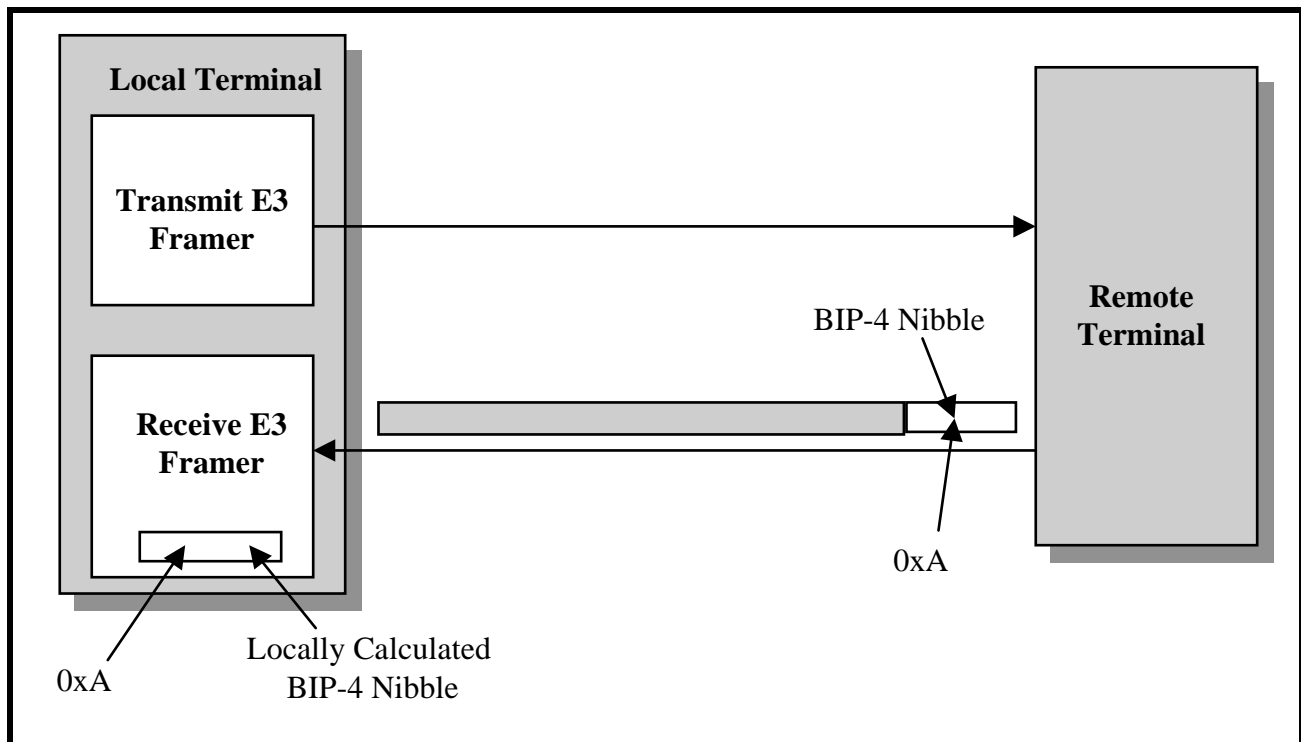 Local Terminal
Transmit E3
Framer
Remote
Terminal
BIP-4 Nibble
Receive E3
Framer
0xA
0xA
Locally Calculated
BIP-4 Nibble